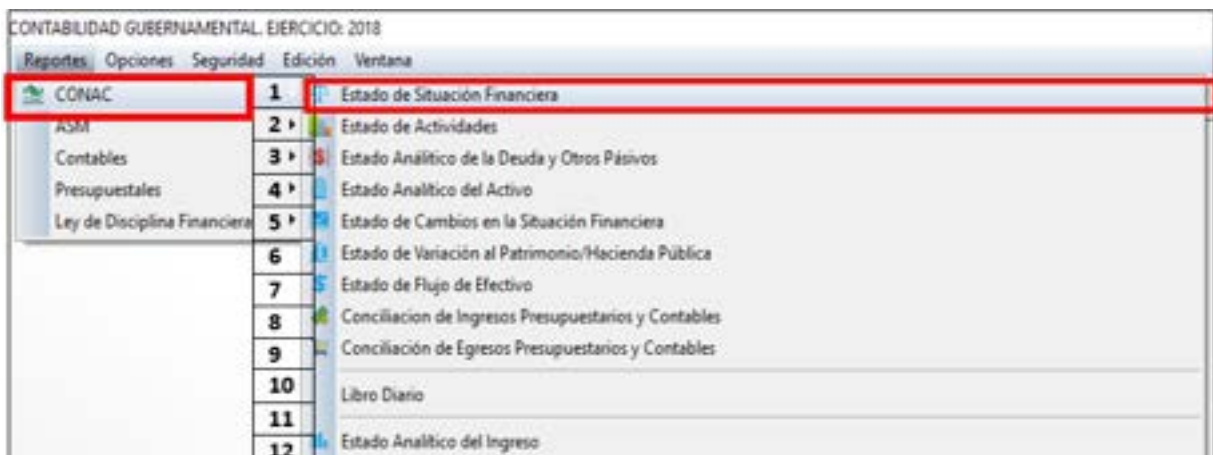 CONTABILIDAD GUBERNAMENTAL. EJERCICIO: 2018
Reportes Opciones Seguridad Edición Ventana
CONAC 1 Estado de Situación Financiera
ASM 2 Estado de Actividades
Contables 3 $ Estado Análitico de la Deuda y Otros Pásivos
Presupuestales 4 Estado Analítico del Activo
Ley de Disciplina Financiera 5 Estado de Cambios en la Situación Financiera
6 Estado de Variación al Patrimonio/Hacienda Pública
7 $ Estado de Flujo de Efectivo
8 Conciliacion de Ingresos Presupuestarios y Contables
9 Conciliación de Egresos Presupuestarios y Contables
10 Libro Diario
11
12 Estado Analítico del Ingreso